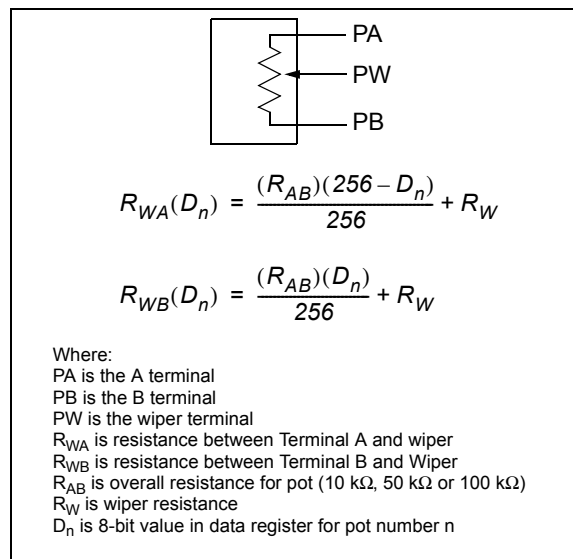 PA
PW
PB
R_WA(D_n) = (R_AB)(256 – D_n) / 256 + R_W
R_WB(D_n) = (R_AB)(D_n) / 256 + R_W
Where:
PA is the A terminal
PB is the B terminal
PW is the wiper terminal
R_WA is resistance between Terminal A and wiper
R_WB is resistance between Terminal B and Wiper
R_AB is overall resistance for pot (10 kΩ, 50 kΩ or 100 kΩ)
R_W is wiper resistance
D_n is 8-bit value in data register for pot number n